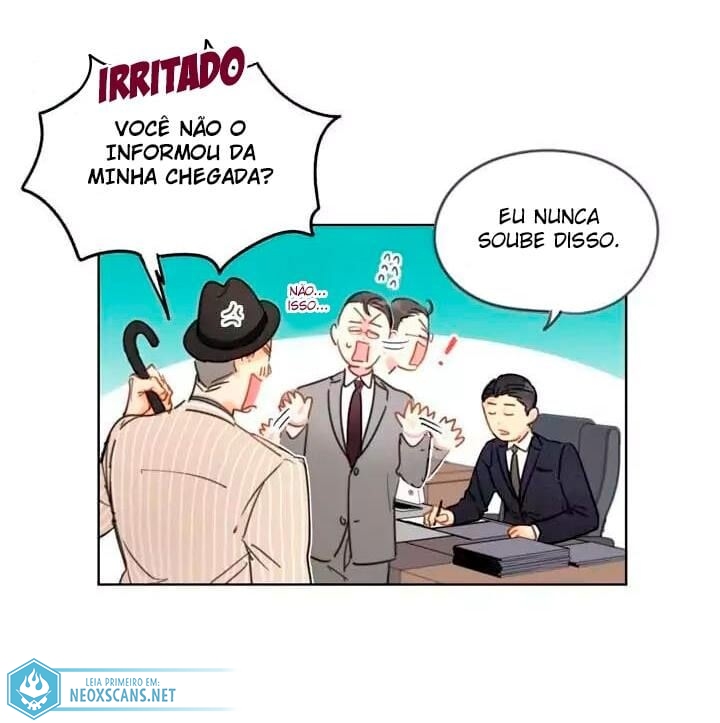 IRRITADO
VOCÊ NÃO O
INFORMOU DA
MINHA CHEGADA?
EU NUNCA
SOUBE DISSO.
NÃO...
ISSO...
!
LEIA PRIMEIRO EM:
NEOXSCANS.NET